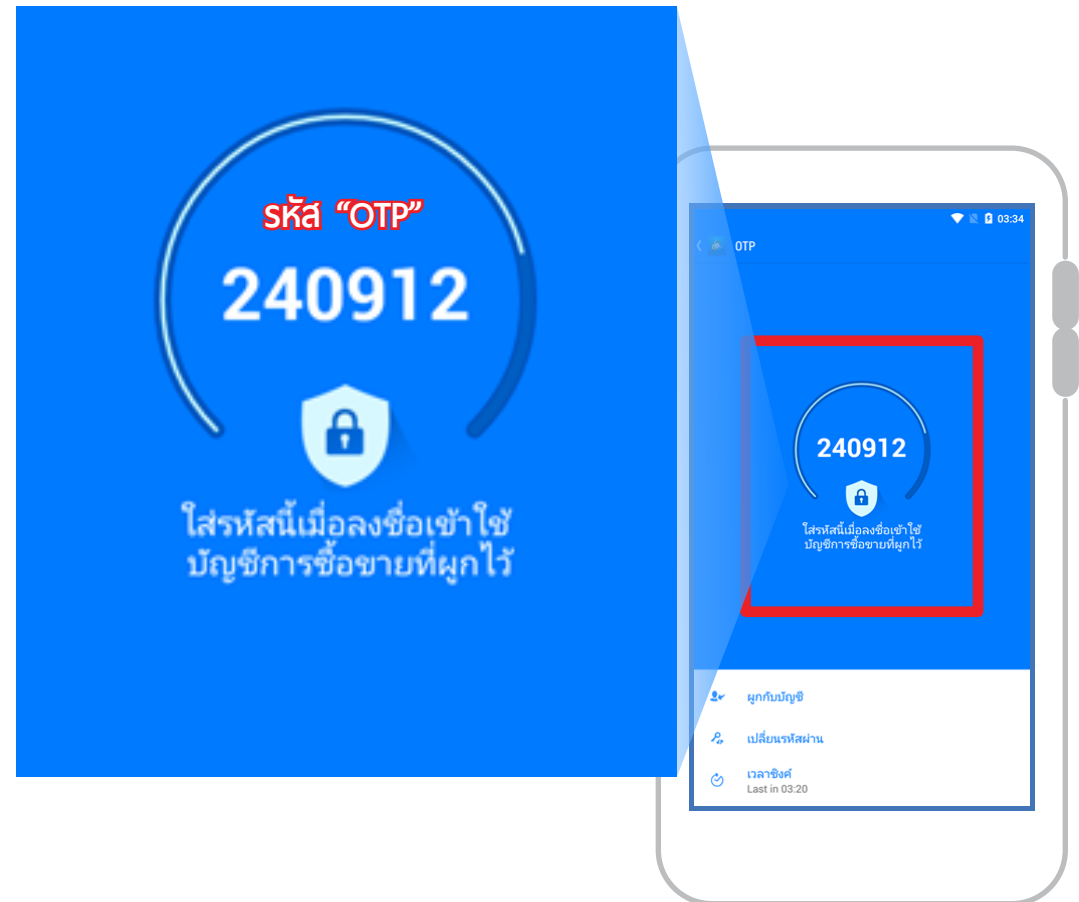 รหัส “OTP”
240912
ใส่รหัสนี้เมื่อลงชื่อเข้าใช้
บัญชีการซื้อขายที่ผูกไว้
03:34
OTP
240912
ใส่รหัสนี้เมื่อลงชื่อเข้าใช้
บัญชีการซื้อขายที่ผูกไว้
ผูกกับบัญชี
เปลี่ยนรหัสผ่าน
เวลาซิงค์
Last in 03:20